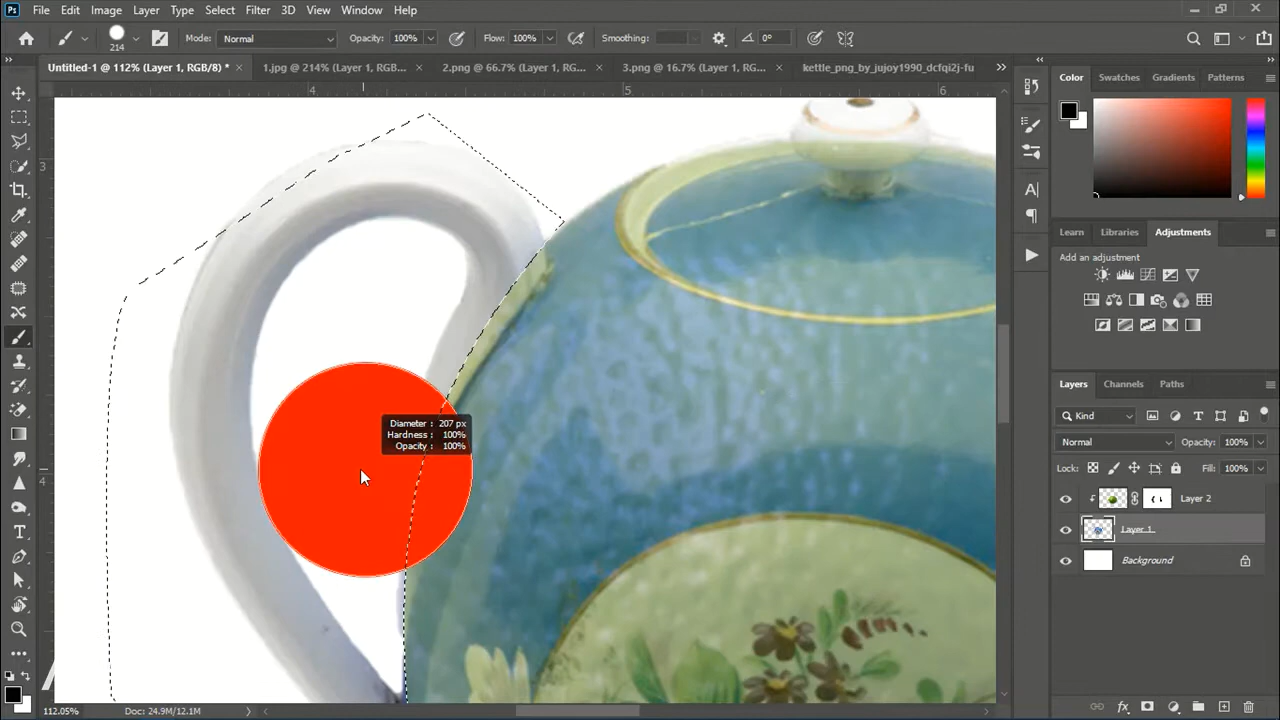 Ps File Edit Image Layer Type Select Filter 3D View Window Help
214 Mode: Normal Opacity: 100% Flow: 100% Smoothing: 0°
Untitled-1 @ 112% (Layer 1, RGB/8) * × 1.jpg @ 214% (Layer 1, RGB... × 2.png @ 66.7% (Layer 1, RG... × 3.png @ 16.7% (Layer 1, RG... × kettle_png_by_jujoy1990_dcfqi2j-fu
4 5 6
3
4
Diameter : 207 px
Hardness : 100%
Opacity : 100%
Color Swatches Gradients Patterns
Learn Libraries Adjustments
Add an adjustment
Layers Channels Paths
Kind
Normal Opacity: 100%
Lock: Fill: 100%
Layer 2
Layer 1
Background
112.05% Doc: 24.9M/12.1M